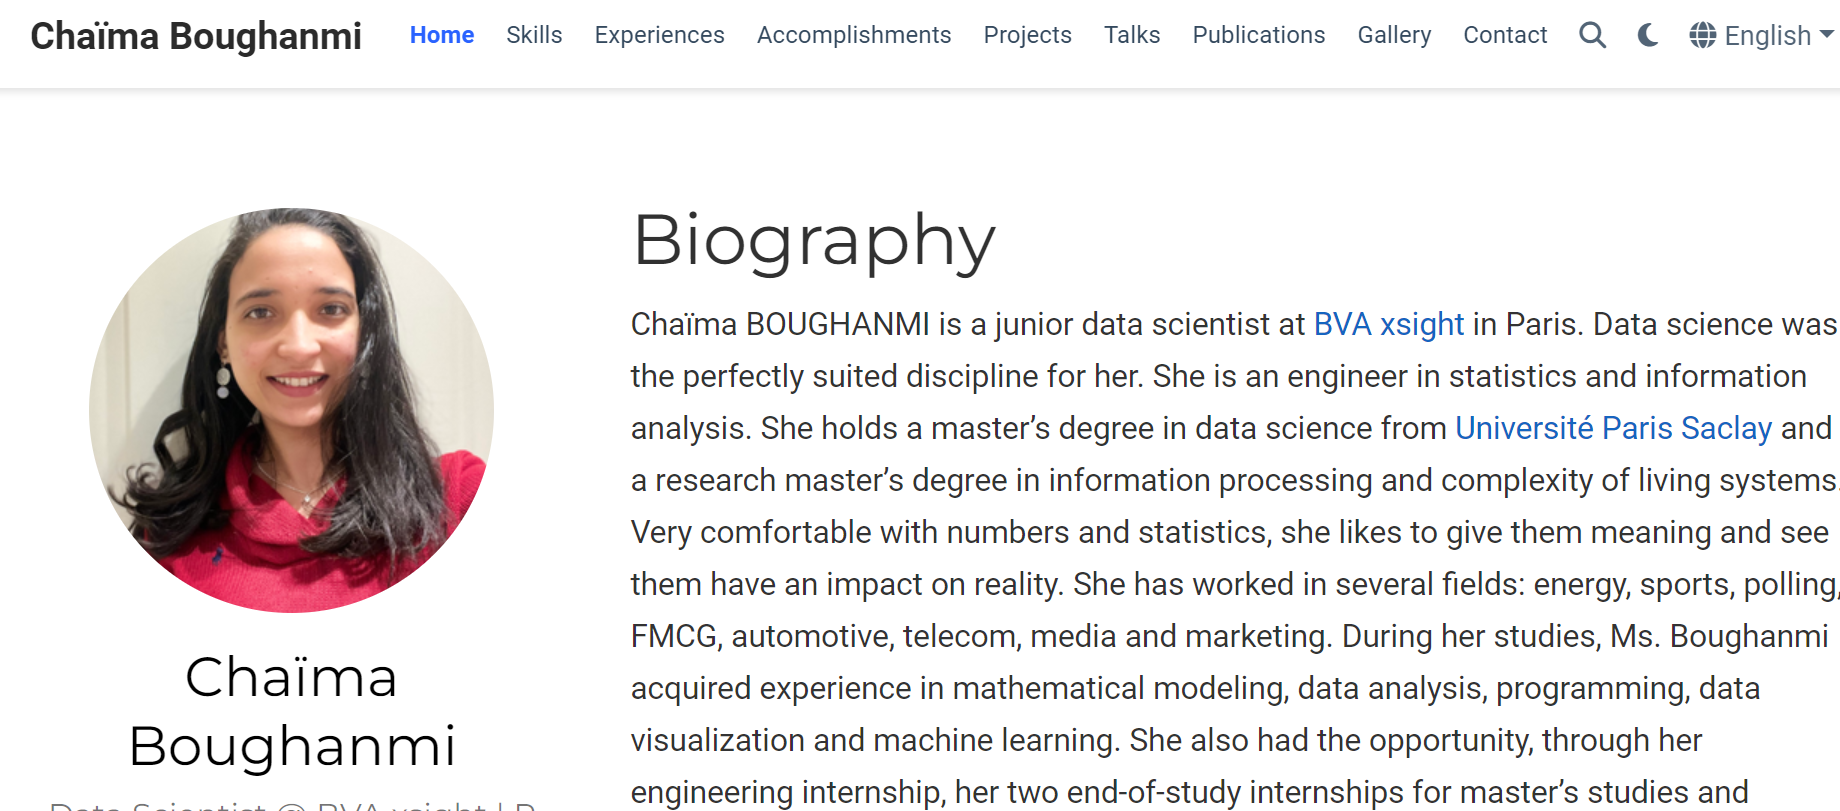 Chaïma Boughanmi
Home Skills Experiences Accomplishments Projects Talks Publications Gallery Contact English
Biography
Chaïma BOUGHANMI is a junior data scientist at BVA xsight in Paris. Data science was
the perfectly suited discipline for her. She is an engineer in statistics and information
analysis. She holds a master’s degree in data science from Université Paris Saclay and
a research master’s degree in information processing and complexity of living systems.
Very comfortable with numbers and statistics, she likes to give them meaning and see
them have an impact on reality. She has worked in several fields: energy, sports, polling,
FMCG, automotive, telecom, media and marketing. During her studies, Ms. Boughanmi
acquired experience in mathematical modeling, data analysis, programming, data
visualization and machine learning. She also had the opportunity, through her
engineering internship, her two end-of-study internships for master’s studies and
Chaïma
Boughanmi
Data Scientist @ BVA xsight |